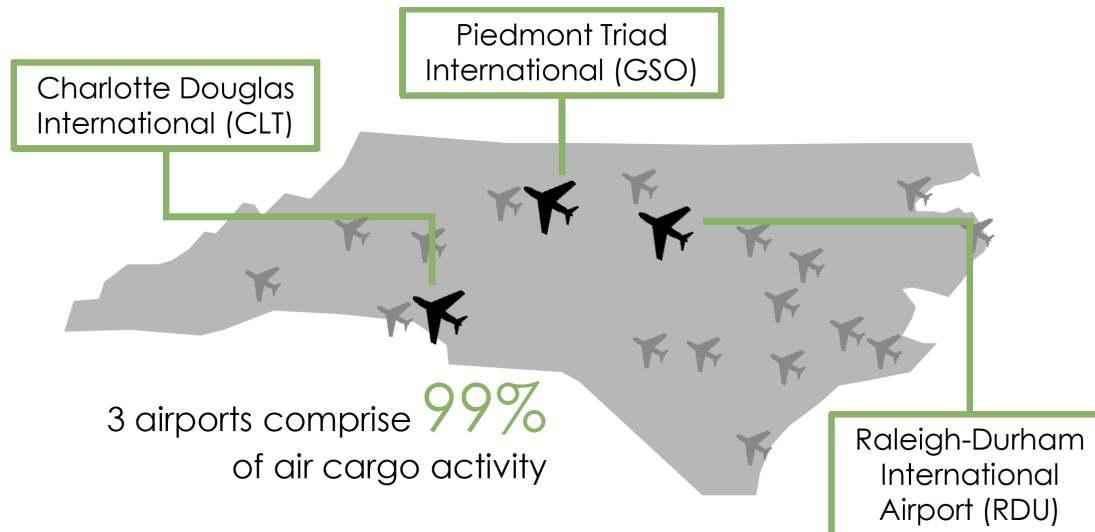 Piedmont Triad
International (GSO)
Charlotte Douglas
International (CLT)
3 airports comprise 99%
of air cargo activity
Raleigh-Durham
International
Airport (RDU)